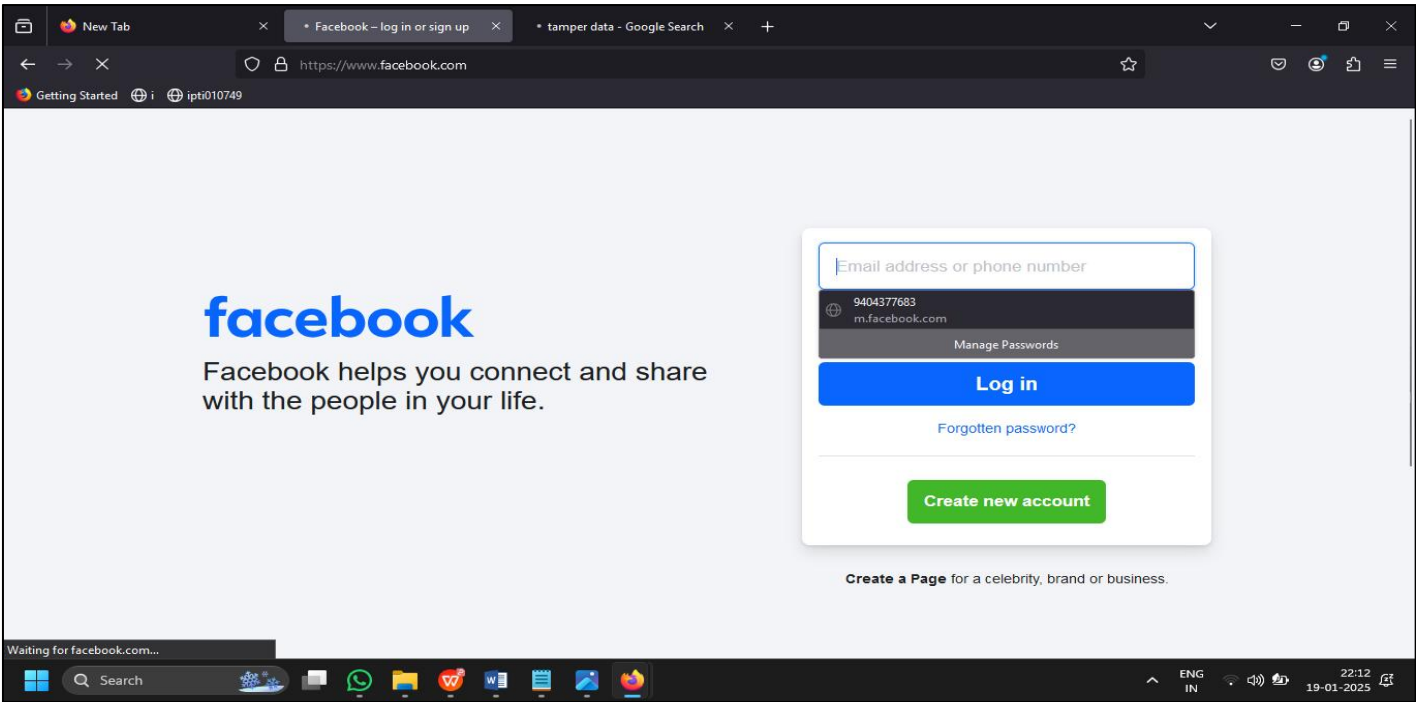 New Tab
• Facebook – log in or sign up
• tamper data - Google Search
https://www.facebook.com
Getting Started
i
ipti010749
facebook
Facebook helps you connect and share
with the people in your life.
Email address or phone number
9404377683
m.facebook.com
Manage Passwords
Log in
Forgotten password?
Create new account
Create a Page for a celebrity, brand or business.
Waiting for facebook.com...
Search
ENG
IN
22:12
19-01-2025